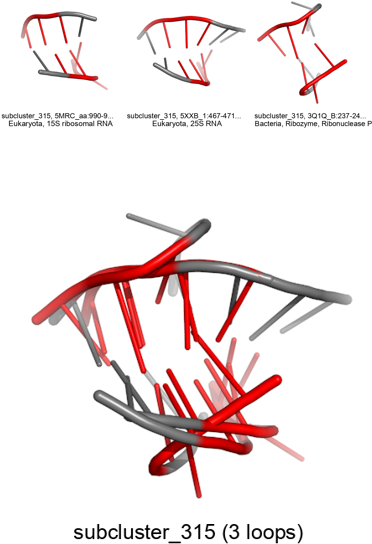 subcluster_315, 5MRC_aa:990-9...
Eukaryota, 15S ribosomal RNA
subcluster_315, 5XXB_1:467-471...
Eukaryota, 25S RNA
subcluster_315, 3Q1Q_B:237-24...
Bacteria, Ribozyme, Ribonuclease P
subcluster_315 (3 loops)